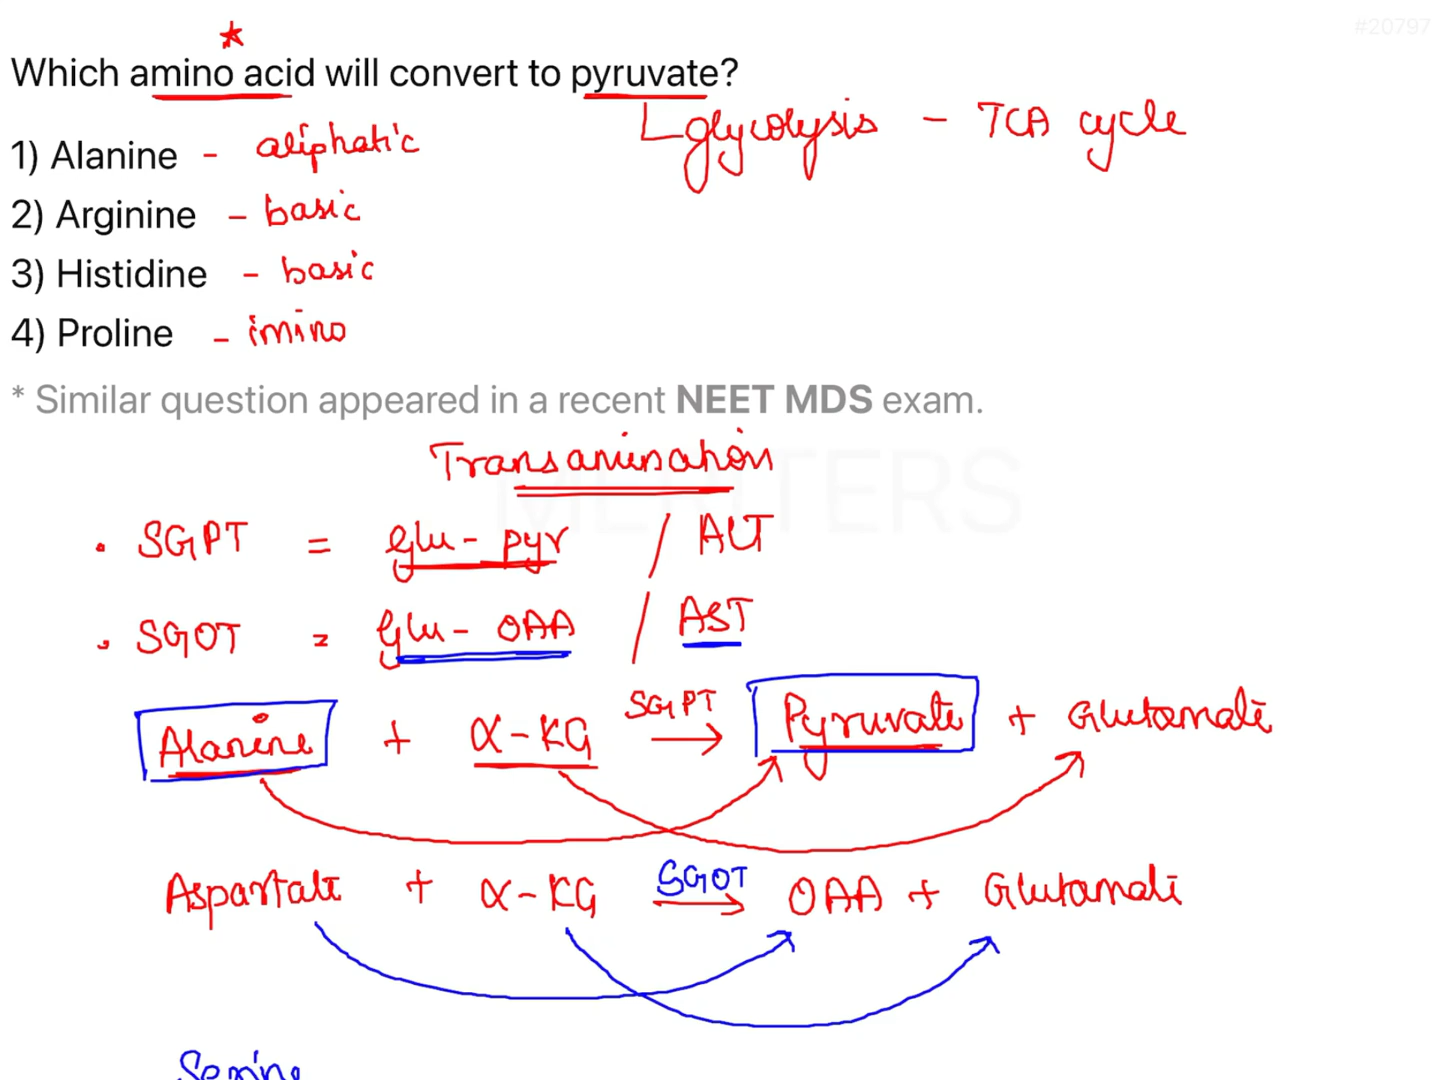 #20797
Which amino acid will convert to pyruvate?
glycolysis - TCA cycle
1) Alanine - aliphatic
2) Arginine - basic
3) Histidine - basic
4) Proline - imino
* Similar question appeared in a recent NEET MDS exam.
Transamination
• SGPT = Glu - pyr / ALT
• SGOT = Glu - OAA / AST
Alanine + α-KG SGPT → Pyruvate + Glutamate
Aspartate + α-KG SGOT → OAA + Glutamate
Serine